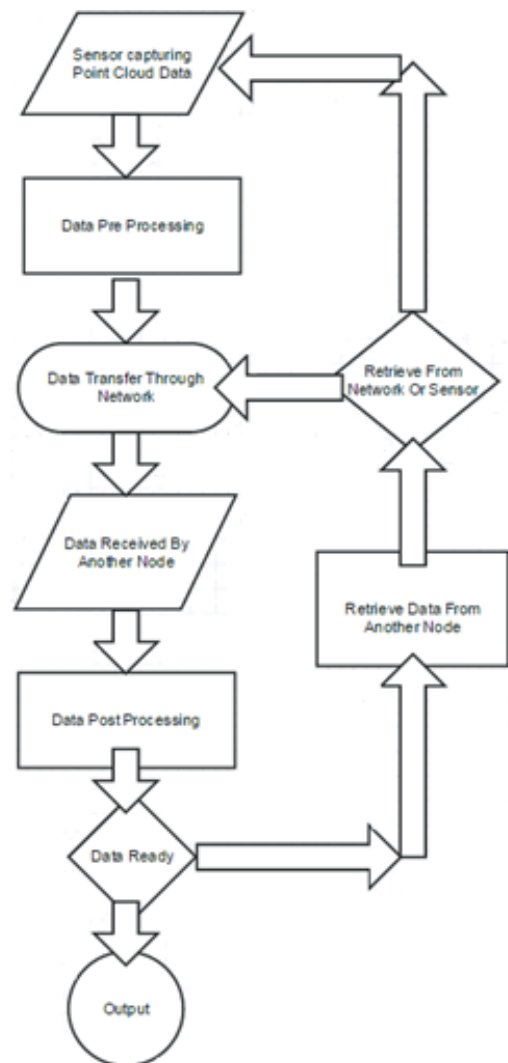 Sensor capturing
Point Cloud Data
Data Pre Processing
Data Transfer Through
Network
Retrieve From
Network Or Sensor
Data Received By
Another Node
Retrieve Data From
Another Node
Data Post Processing
Data Ready
Output